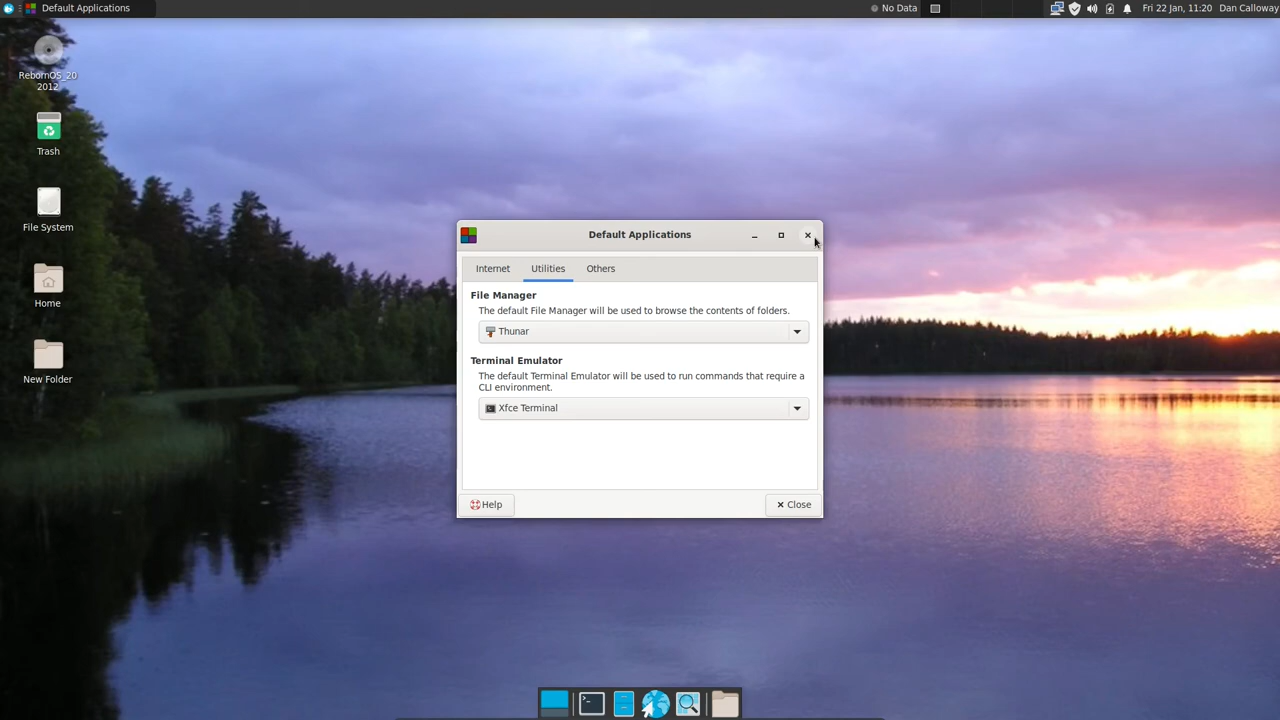 Default Applications
No Data
Fri 22 Jan, 11:20
Dan Calloway
RebornOS_20
2012
Trash
File System
Home
New Folder
Default Applications
Internet
Utilities
Others
File Manager
The default File Manager will be used to browse the contents of folders.
Thunar
Terminal Emulator
The default Terminal Emulator will be used to run commands that require a
CLI environment.
Xfce Terminal
Help
Close